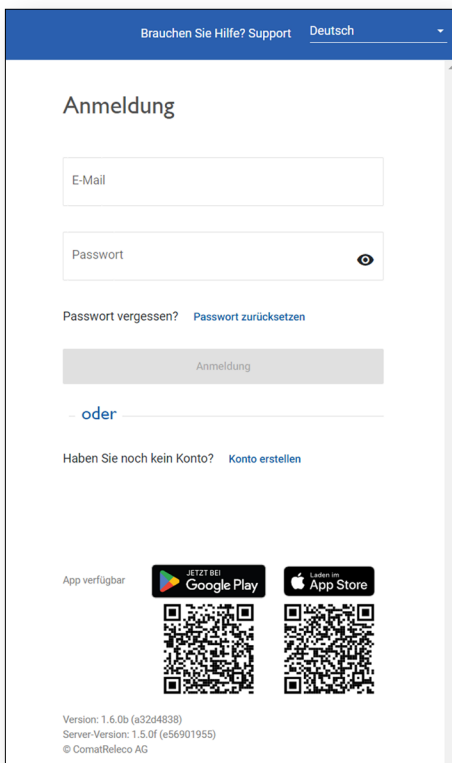 Brauchen Sie Hilfe? Support Deutsch
Anmeldung
E-Mail
Passwort
Passwort vergessen? Passwort zurücksetzen
Anmeldung
oder
Haben Sie noch kein Konto? Konto erstellen
App verfügbar
JETZT BEI
Google Play
Laden im
App Store
Version: 1.6.0b (a32d4838)
Server-Version: 1.5.0f (e56901955)
© ComatReleco AG